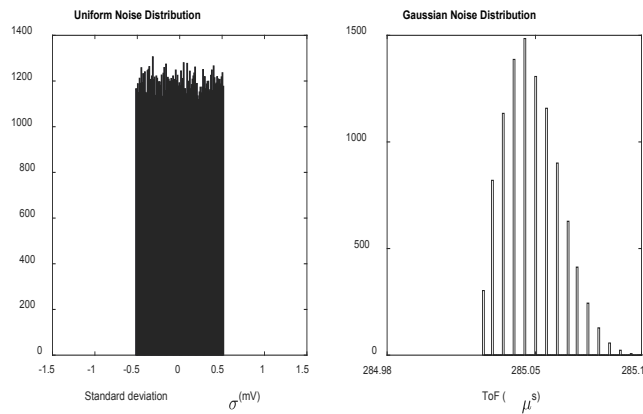 Uniform Noise Distribution
1400
1200
1000
800
600
400
200
0
-1.5 -1 -0.5 0 0.5 1 1.5
Standard deviation σ(mV)
Gaussian Noise Distribution
1500
1000
500
0
284.98 285.05 285.1
ToF ( μs)